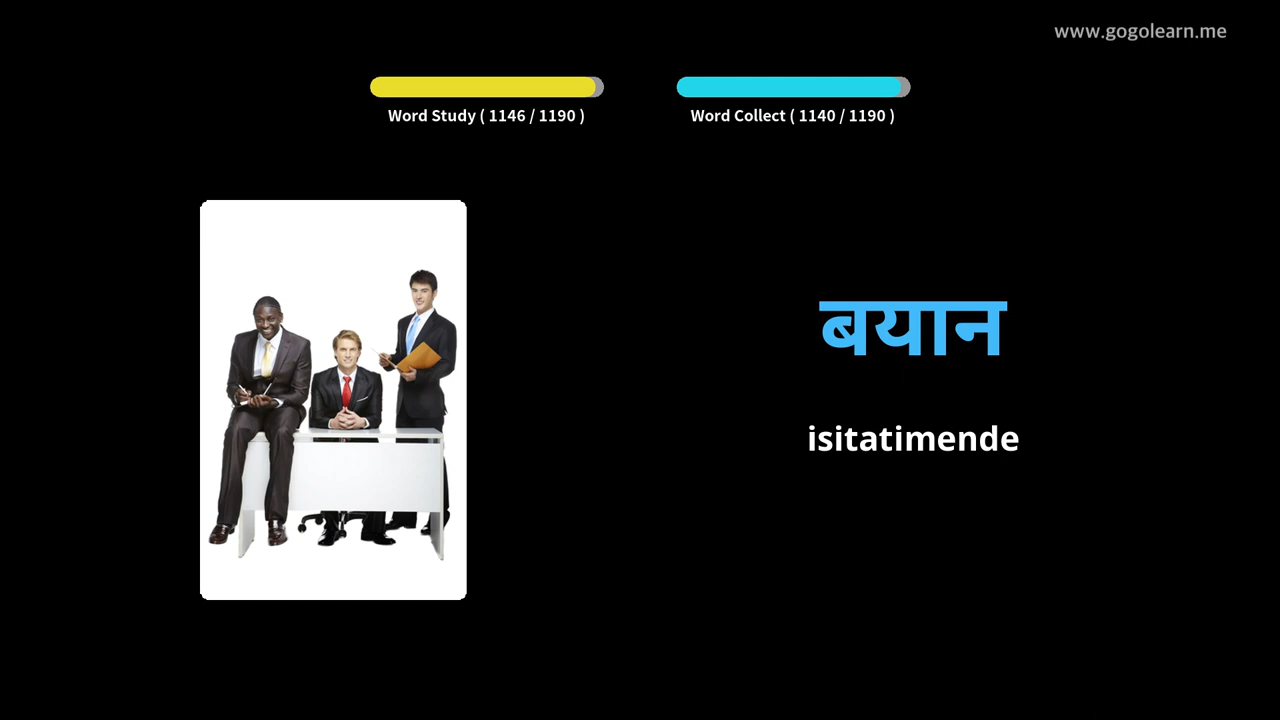 www.gogolearn.me
Word Study ( 1146 / 1190 )
Word Collect ( 1140 / 1190 )
बयान
isitatimende